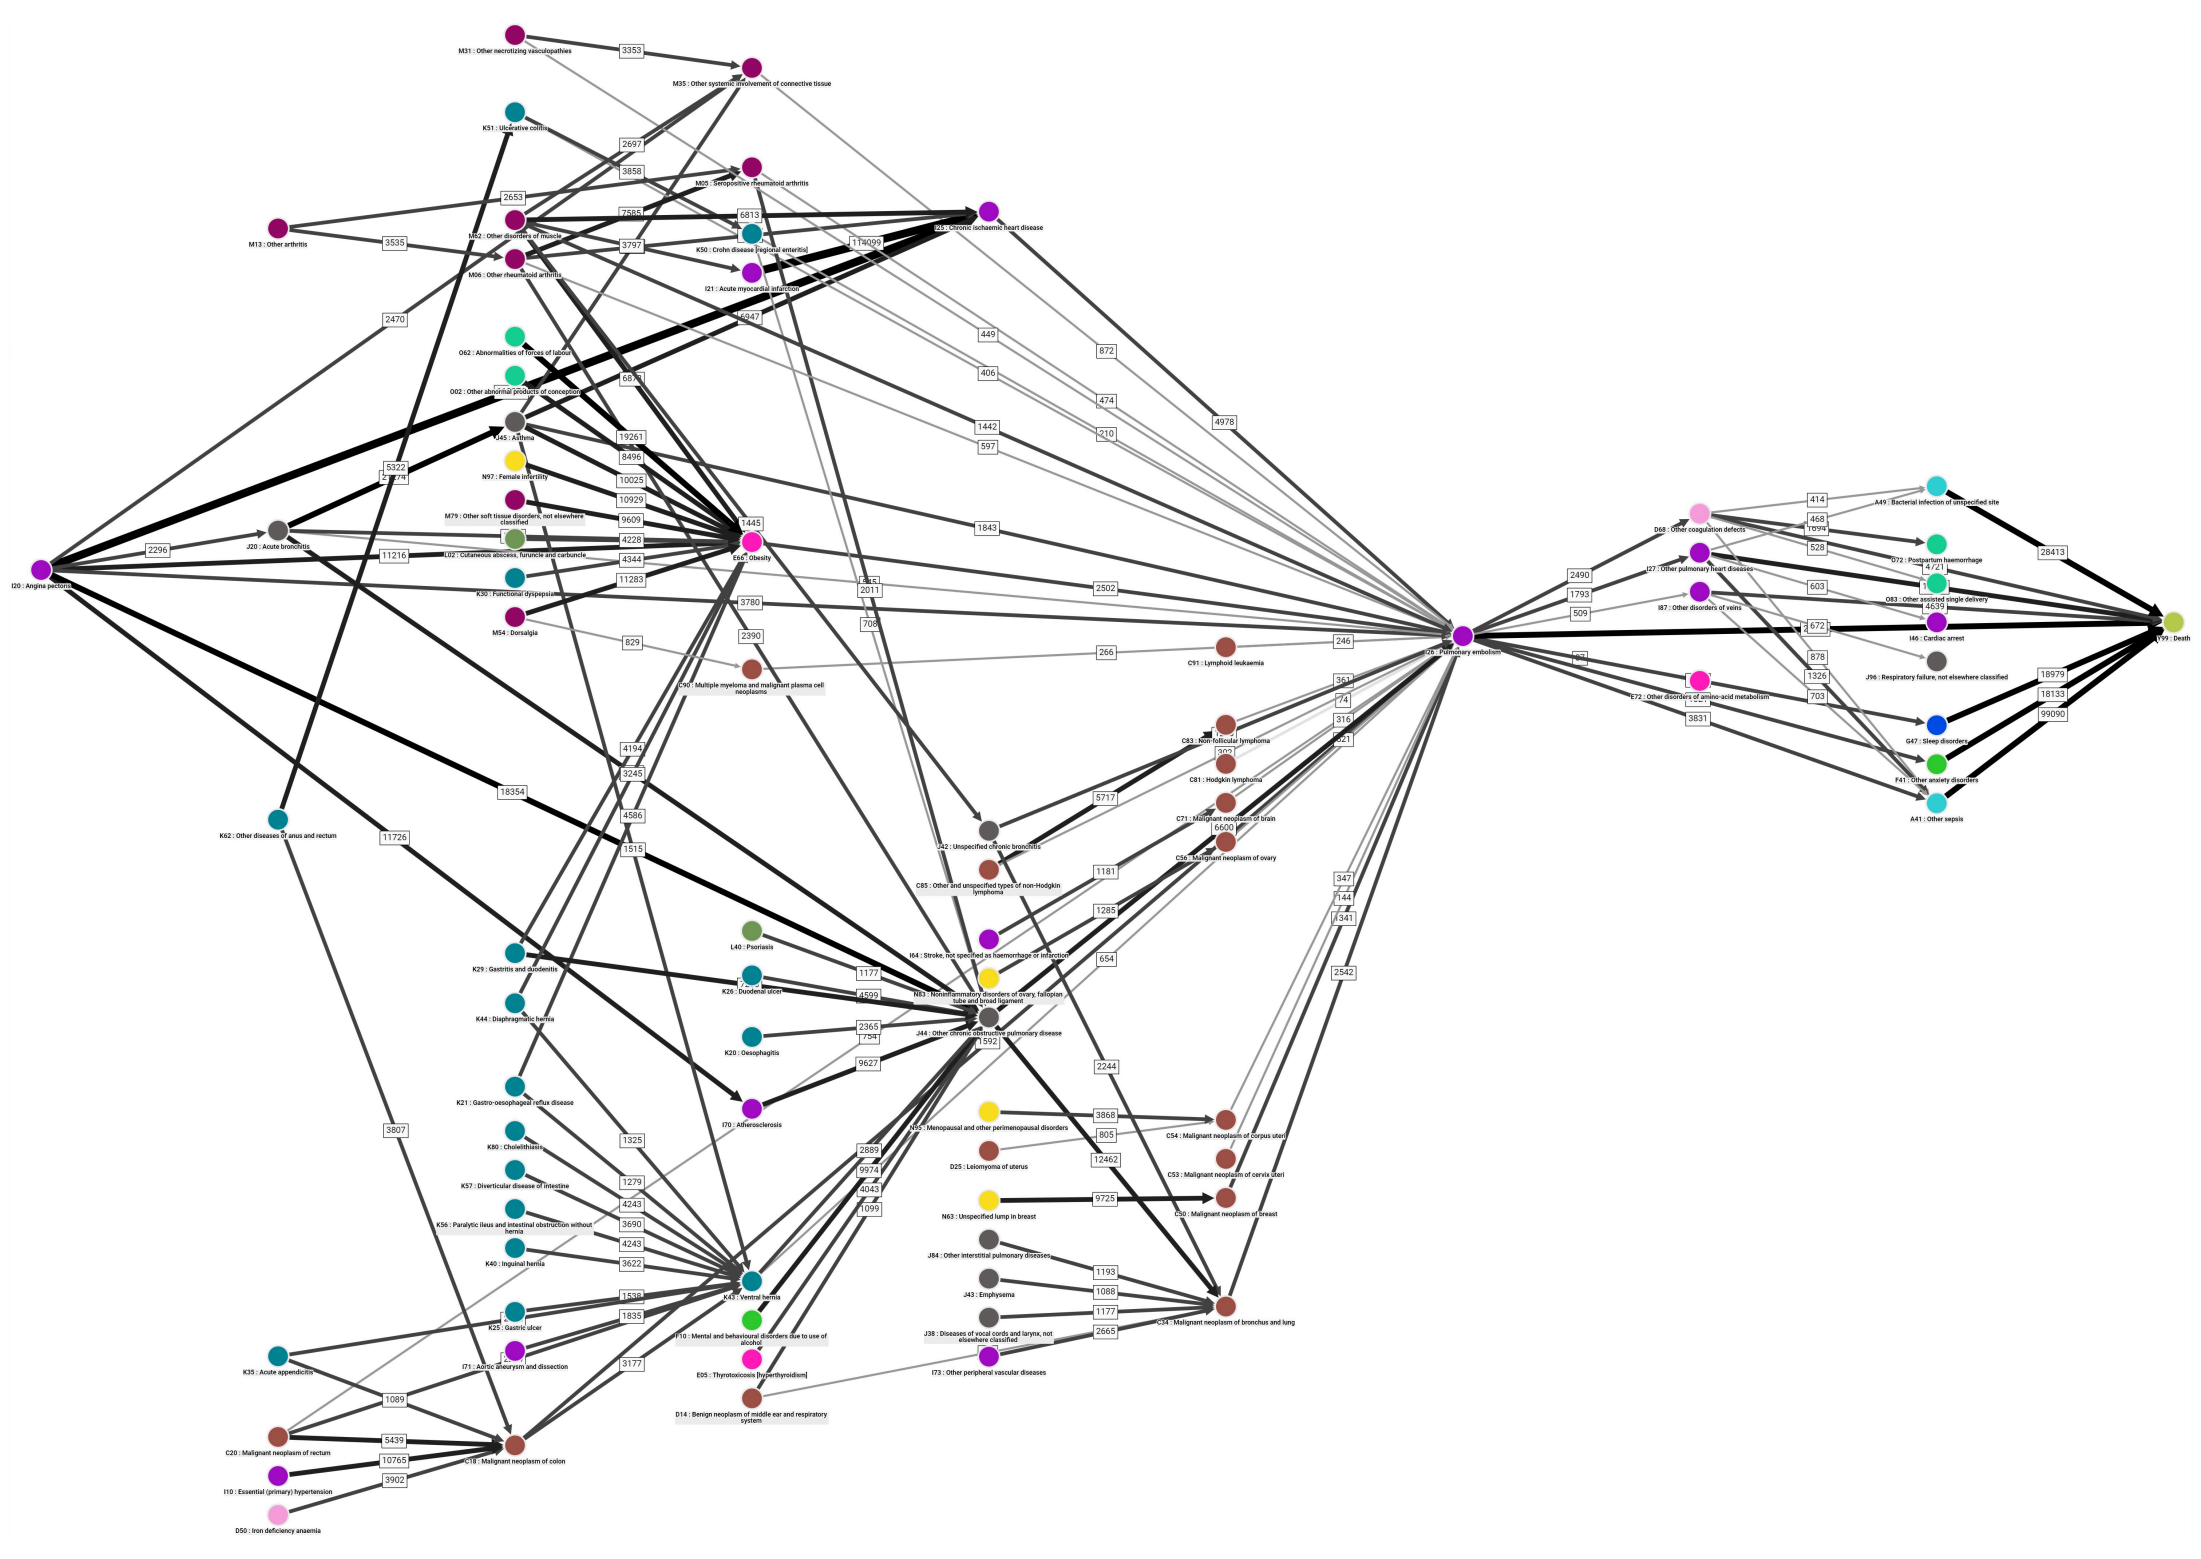 M31 : Other necrotizing vasculopathies
3353
M35 : Other systemic involvement of connective tissue
K51 : Ulcerative colitis
2697
3858
M05 : Seropositive rheumatoid arthritis
2653
7585
6813
M13 : Other arthritis
3535
M62 : Other disorders of muscle
3797
K50 : Crohn disease [regional enteritis]
114099
I25 : Chronic ischaemic heart disease
M06 : Other rheumatoid arthritis
I21 : Acute myocardial infarction
2470
6947
449
872
O62 : Abnormalities of forces of labour
406
O02 : Other abnormal products of conception
474
210
4978
1442
597
J45 : Asthma
19261
8496
5322
N97 : Female infertility
10025
10929
9609
M79 : Other soft tissue disorders, not elsewhere
classified
1445
1843
J20 : Acute bronchitis
2296
4228
L02 : Cutaneous abscess, furuncle and carbuncle
E66 : Obesity
11216
4344
11283
I20 : Angina pectoris
K30 : Functional dyspepsia
2011
2502
3780
708
M54 : Dorsalgia
829
2390
C90 : Multiple myeloma and malignant plasma cell
neoplasms
266
C91 : Lymphoid leukaemia
246
I26 : Pulmonary embolism
361
74
316
414
A49 : Bacterial infection of unspecified site
468
1694
D68 : Other coagulation defects
528
O72 : Postpartum haemorrhage
28413
2490
I27 : Other pulmonary heart diseases
4721
1793
603
O83 : Other assisted single delivery
509
I87 : Other disorders of veins
4639
672
I46 : Cardiac arrest
Y99 : Death
878
1326
703
J96 : Respiratory failure, not elsewhere classified
E72 : Other disorders of amino-acid metabolism
3831
18979
18133
99090
G47 : Sleep disorders
F41 : Other anxiety disorders
A41 : Other sepsis
4194
3245
4586
1515
18354
11726
K62 : Other diseases of anus and rectum
C83 : Non-follicular lymphoma
C81 : Hodgkin lymphoma
5717
C71 : Malignant neoplasm of brain
6600
J42 : Unspecified chronic bronchitis
C56 : Malignant neoplasm of ovary
C85 : Other and unspecified types of non-Hodgkin
lymphoma
1181
347
144
1341
1285
L40 : Psoriasis
I64 : Stroke, not specified as haemorrhage or infarction
654
2542
K29 : Gastritis and duodenitis
1177
K26 : Duodenal ulcer
4599
N83 : Noninflammatory disorders of ovary, fallopian
tube and broad ligament
K44 : Diaphragmatic hernia
2365
754
J44 : Other chronic obstructive pulmonary disease
1592
K20 : Oesophagitis
9627
2244
K21 : Gastro-oesophageal reflux disease
I70 : Atherosclerosis
3807
1325
N95 : Menopausal and other perimenopausal disorders
3868
805
C54 : Malignant neoplasm of corpus uteri
K80 : Cholelithiasis
2889
9974
4043
1099
D25 : Leiomyoma of uterus
12462
C53 : Malignant neoplasm of cervix uteri
K57 : Diverticular disease of intestine
1279
4243
3690
4243
3622
N63 : Unspecified lump in breast
9725
C50 : Malignant neoplasm of breast
K56 : Paralytic ileus and intestinal obstruction without
hernia
K40 : Inguinal hernia
J84 : Other interstitial pulmonary diseases
1193
J43 : Emphysema
1088
K43 : Ventral hernia
1538
1835
K25 : Gastric ulcer
1177
C34 : Malignant neoplasm of bronchus and lung
2665
J38 : Diseases of vocal cords and larynx, not
elsewhere classified
F10 : Mental and behavioural disorders due to use of
alcohol
I71 : Aortic aneurysm and dissection
3177
K35 : Acute appendicitis
E05 : Thyrotoxicosis [hyperthyroidism]
I73 : Other peripheral vascular diseases
1089
D14 : Benign neoplasm of middle ear and respiratory
system
5439
C20 : Malignant neoplasm of rectum
10765
C18 : Malignant neoplasm of colon
3902
I10 : Essential (primary) hypertension
D50 : Iron deficiency anaemia